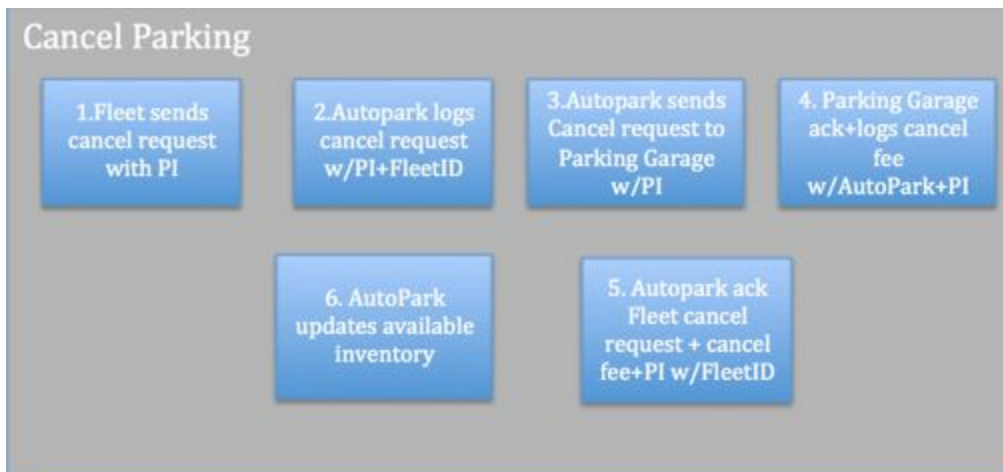 Cancel Parking
1.Fleet sends
cancel request
with PI
2.Autopark logs
cancel request
w/PI+FleetID
3.Autopark sends
Cancel request to
Parking Garage
w/PI
4. Parking Garage
ack+logs cancel
fee
w/AutoPark+PI
5. Autopark ack
Fleet cancel
request + cancel
fee+PI w/FleetID
6. AutoPark
updates available
inventory